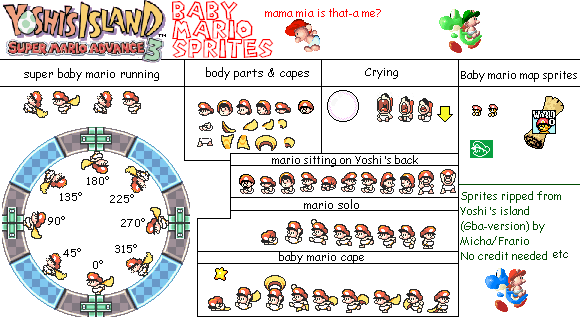 YOSHI'S ISLAND
SUPER MARIO ADVANCE 3
TM
BABY
MARIO
SPRITES
mama mia is that-a me?
super baby mario running
body parts & capes
Crying
Baby mario map sprites
WORLD
mario sitting on Yoshi's back
mario solo
baby mario cape
180°
135°
225°
90°
270°
45°
315°
0°
Sprites ripped from
Yoshi's island
(Gba-version) by
Micha/Frario
No credit needed etc